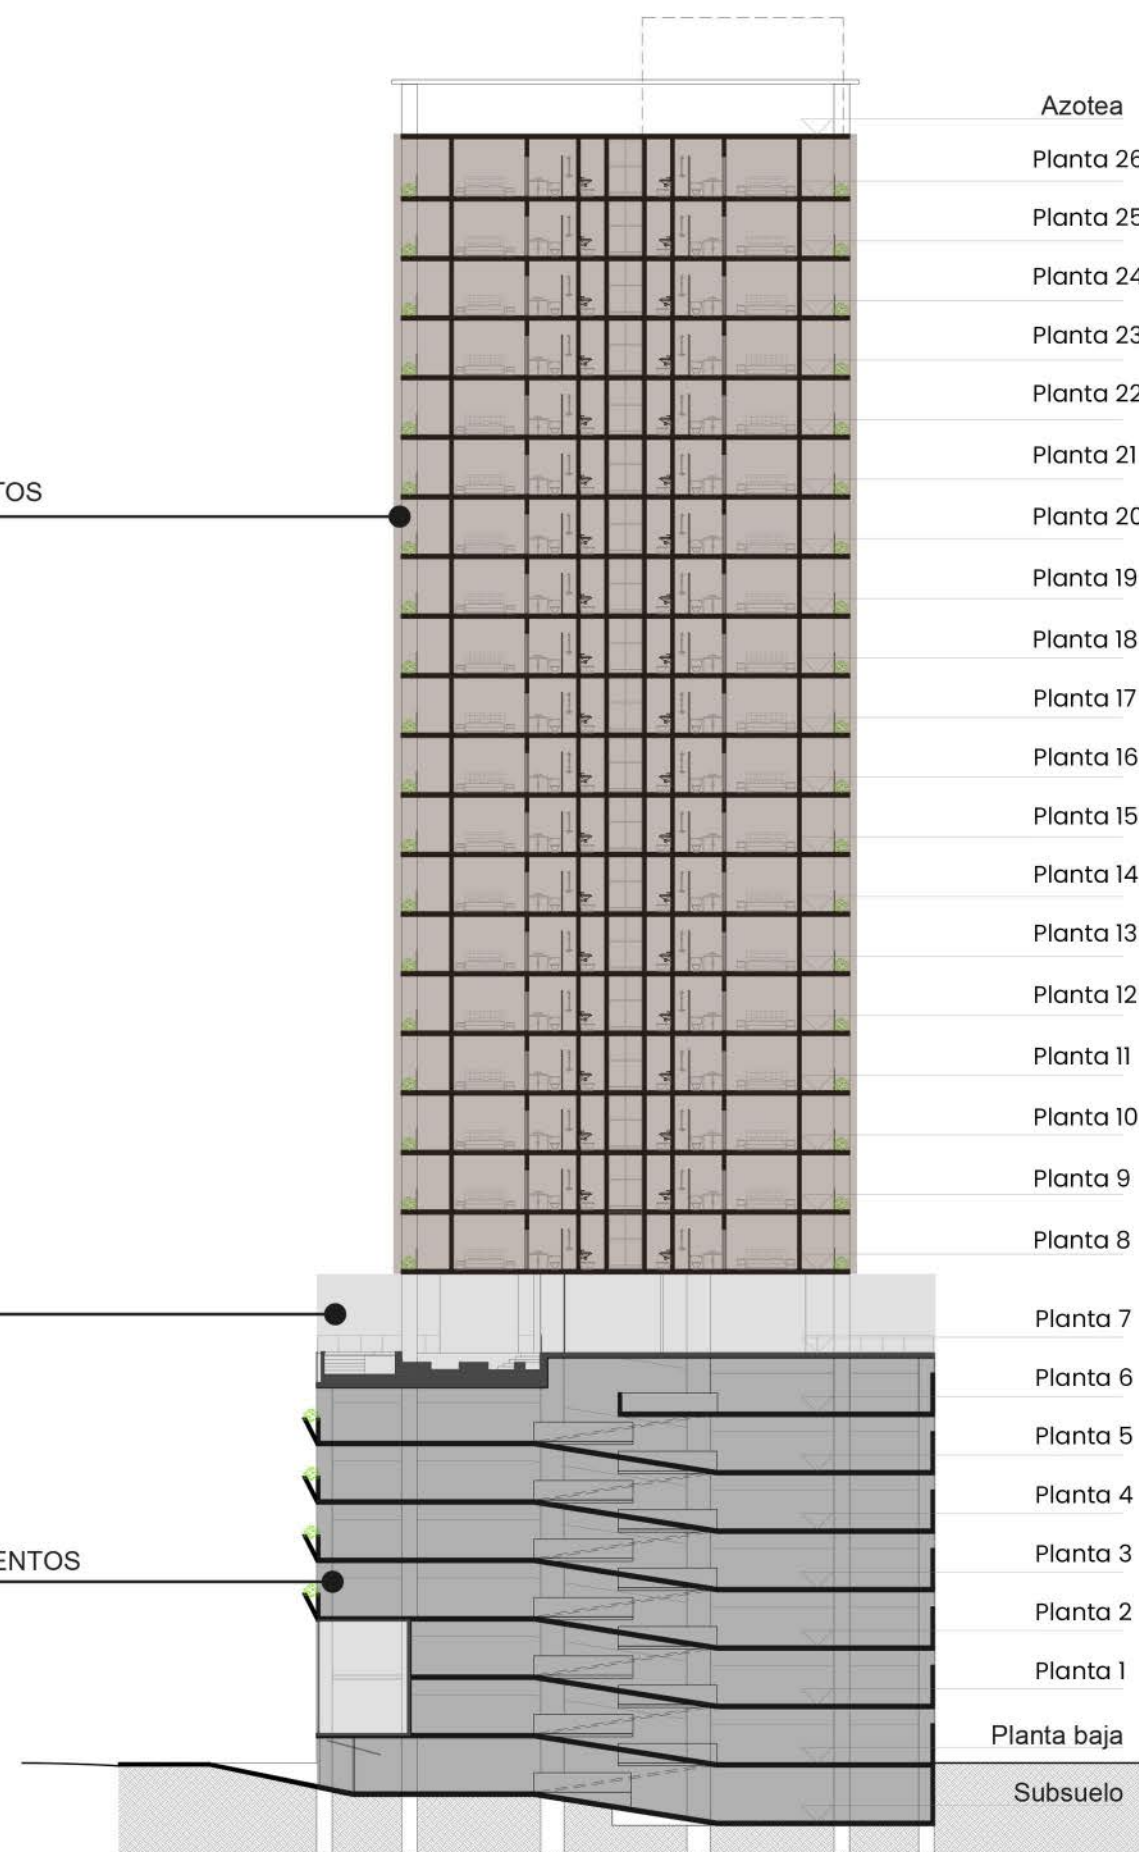 Azotea
Planta 26
Planta 25
Planta 24
Planta 23
Planta 22
Planta 21
TOS
Planta 20
Planta 19
Planta 18
Planta 17
Planta 16
Planta 15
Planta 14
Planta 13
Planta 12
Planta 11
Planta 10
Planta 9
Planta 8
Planta 7
Planta 6
Planta 5
Planta 4
Planta 3
ENTOS
Planta 2
Planta 1
Planta baja
Subsuelo